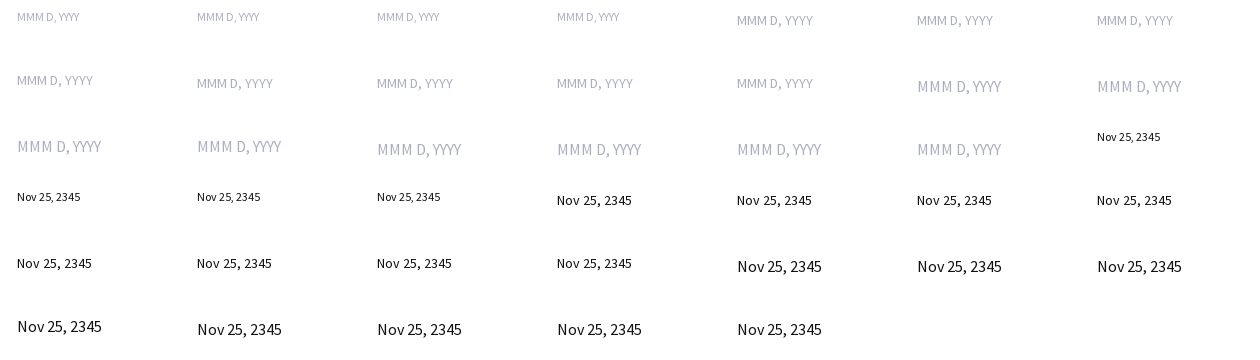 MMM D, YYYY MMM D, YYYY MMM D, YYYY MMM D, YYYY MMM D, YYYY MMM D, YYYY MMM D, YYYY
MMM D, YYYY MMM D, YYYY MMM D, YYYY MMM D, YYYY MMM D, YYYY MMM D, YYYY MMM D, YYYY
MMM D, YYYY MMM D, YYYY MMM D, YYYY MMM D, YYYY MMM D, YYYY MMM D, YYYY Nov 25, 2345
Nov 25, 2345 Nov 25, 2345 Nov 25, 2345 Nov 25, 2345 Nov 25, 2345 Nov 25, 2345 Nov 25, 2345
Nov 25, 2345 Nov 25, 2345 Nov 25, 2345 Nov 25, 2345 Nov 25, 2345 Nov 25, 2345 Nov 25, 2345
Nov 25, 2345 Nov 25, 2345 Nov 25, 2345 Nov 25, 2345 Nov 25, 2345